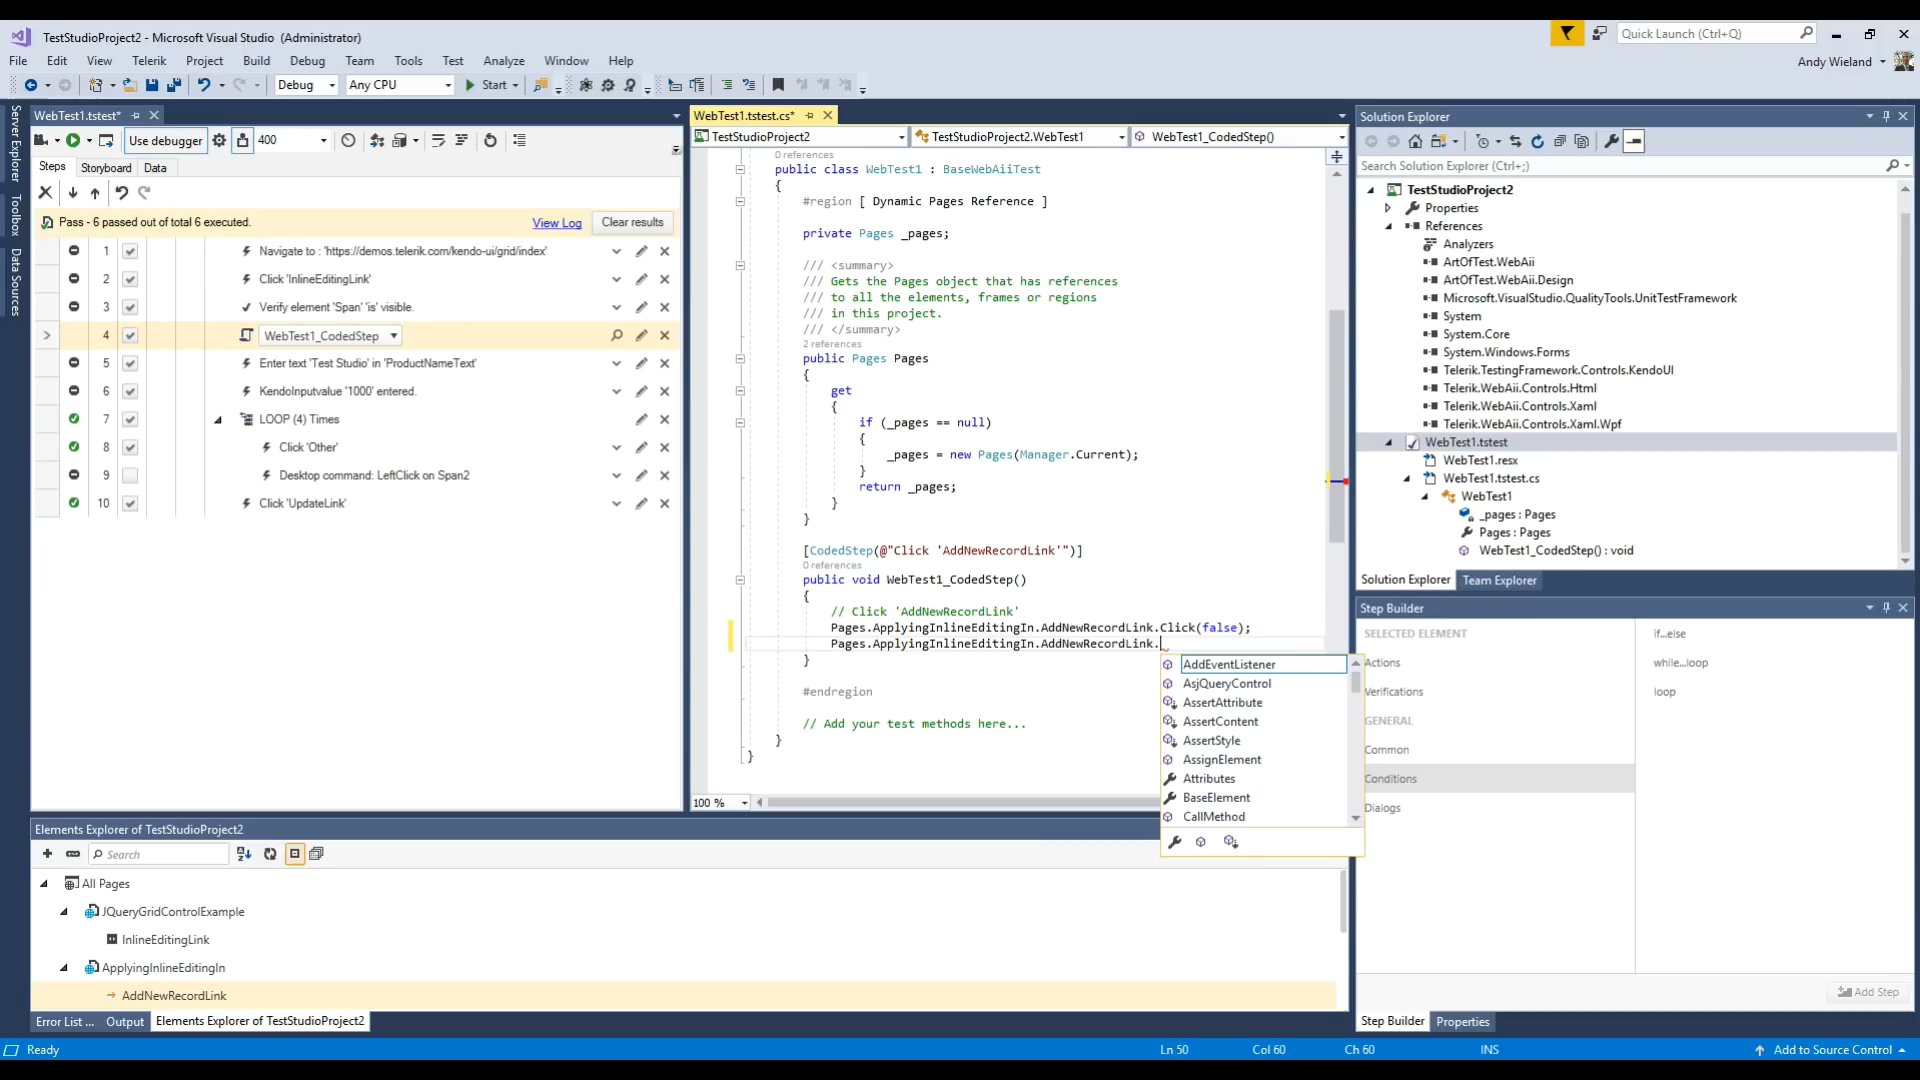 TestStudioProject2 - Microsoft Visual Studio (Administrator)
Quick Launch (Ctrl+Q)
File Edit View Telerik Project Build Debug Team Tools Test Analyze Window Help
Andy Wieland
Debug Any CPU Start
Server Explorer
Toolbox
Data Sources
WebTest1.tstest*
Use debugger 400
Steps Storyboard Data
Pass - 6 passed out of total 6 executed. View Log Clear results
1 Navigate to : 'https://demos.telerik.com/kendo-ui/grid/index'
2 Click 'InlineEditingLink'
3 Verify element 'Span' 'is' visible.
4 WebTest1_CodedStep
5 Enter text 'Test Studio' in 'ProductNameText'
6 KendoInputvalue '1000' entered.
7 LOOP (4) Times
8 Click 'Other'
9 Desktop command: LeftClick on Span2
10 Click 'UpdateLink'
WebTest1.tstest.cs*
TestStudioProject2 TestStudioProject2.WebTest1 WebTest1_CodedStep()
0 references
public class WebTest1 : BaseWebAiiTest
{
#region [ Dynamic Pages Reference ]
private Pages _pages;
/// <summary>
/// Gets the Pages object that has references
/// to all the elements, frames or regions
/// in this project.
/// </summary>
2 references
public Pages Pages
{
get
{
if (_pages == null)
{
_pages = new Pages(Manager.Current);
}
return _pages;
}
}
[CodedStep(@"Click 'AddNewRecordLink'")]
0 references
public void WebTest1_CodedStep()
{
// Click 'AddNewRecordLink'
Pages.ApplyingInlineEditingIn.AddNewRecordLink.Click(false);
Pages.ApplyingInlineEditingIn.AddNewRecordLink.
}
#endregion
// Add your test methods here...
}
}
AddEventListener
AsjQueryControl
AssertAttribute
AssertContent
AssertStyle
AssignElement
Attributes
BaseElement
CallMethod
100 %
Solution Explorer
Search Solution Explorer (Ctrl+;)
TestStudioProject2
Properties
References
Analyzers
ArtOfTest.WebAii
ArtOfTest.WebAii.Design
Microsoft.VisualStudio.QualityTools.UnitTestFramework
System
System.Core
System.Windows.Forms
Telerik.TestingFramework.Controls.KendoUI
Telerik.WebAii.Controls.Html
Telerik.WebAii.Controls.Xaml
Telerik.WebAii.Controls.Xaml.Wpf
WebTest1.tstest
WebTest1.resx
WebTest1.tstest.cs
WebTest1
_pages : Pages
Pages : Pages
WebTest1_CodedStep() : void
Solution Explorer Team Explorer
Step Builder
SELECTED ELEMENT
Actions
Verifications
GENERAL
Common
Conditions
Dialogs
if...else
while...loop
loop
Add Step
Step Builder Properties
Elements Explorer of TestStudioProject2
Search
All Pages
JQueryGridControlExample
InlineEditingLink
ApplyingInlineEditingIn
AddNewRecordLink
Error List ... Output Elements Explorer of TestStudioProject2
Ready Ln 50 Col 60 Ch 60 INS Add to Source Control